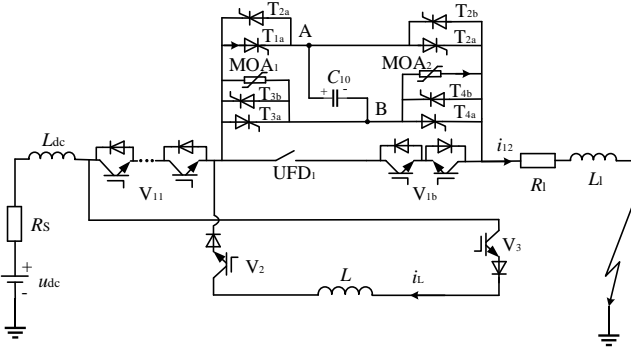 T2a
T2b
A
T1a
T2a
MOA1
MOA2
C10
+ -
T3b
T4b
B
T3a
T4a
Ldc
i12
UFD1
V11
V1b
Rl
Ll
RS
V2
V3
+
udc
-
L
iL